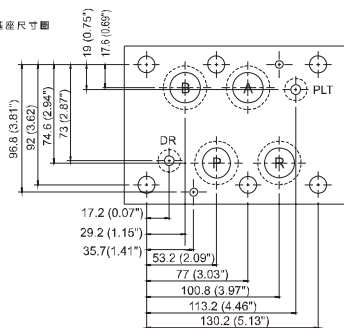 基座尺寸圖
19 (0.75")
17.6 (0.69")
96.8 (3.81")
92 (3.62)
74.6 (2.94")
73 (2.87")
B
A
PLT
DR
P
R
17.2 (0.07")
29.2 (1.15")
35.7(1.41")
53.2 (2.09")
77 (3.03")
100.8 (3.97")
113.2 (4.46")
130.2 (5.13")